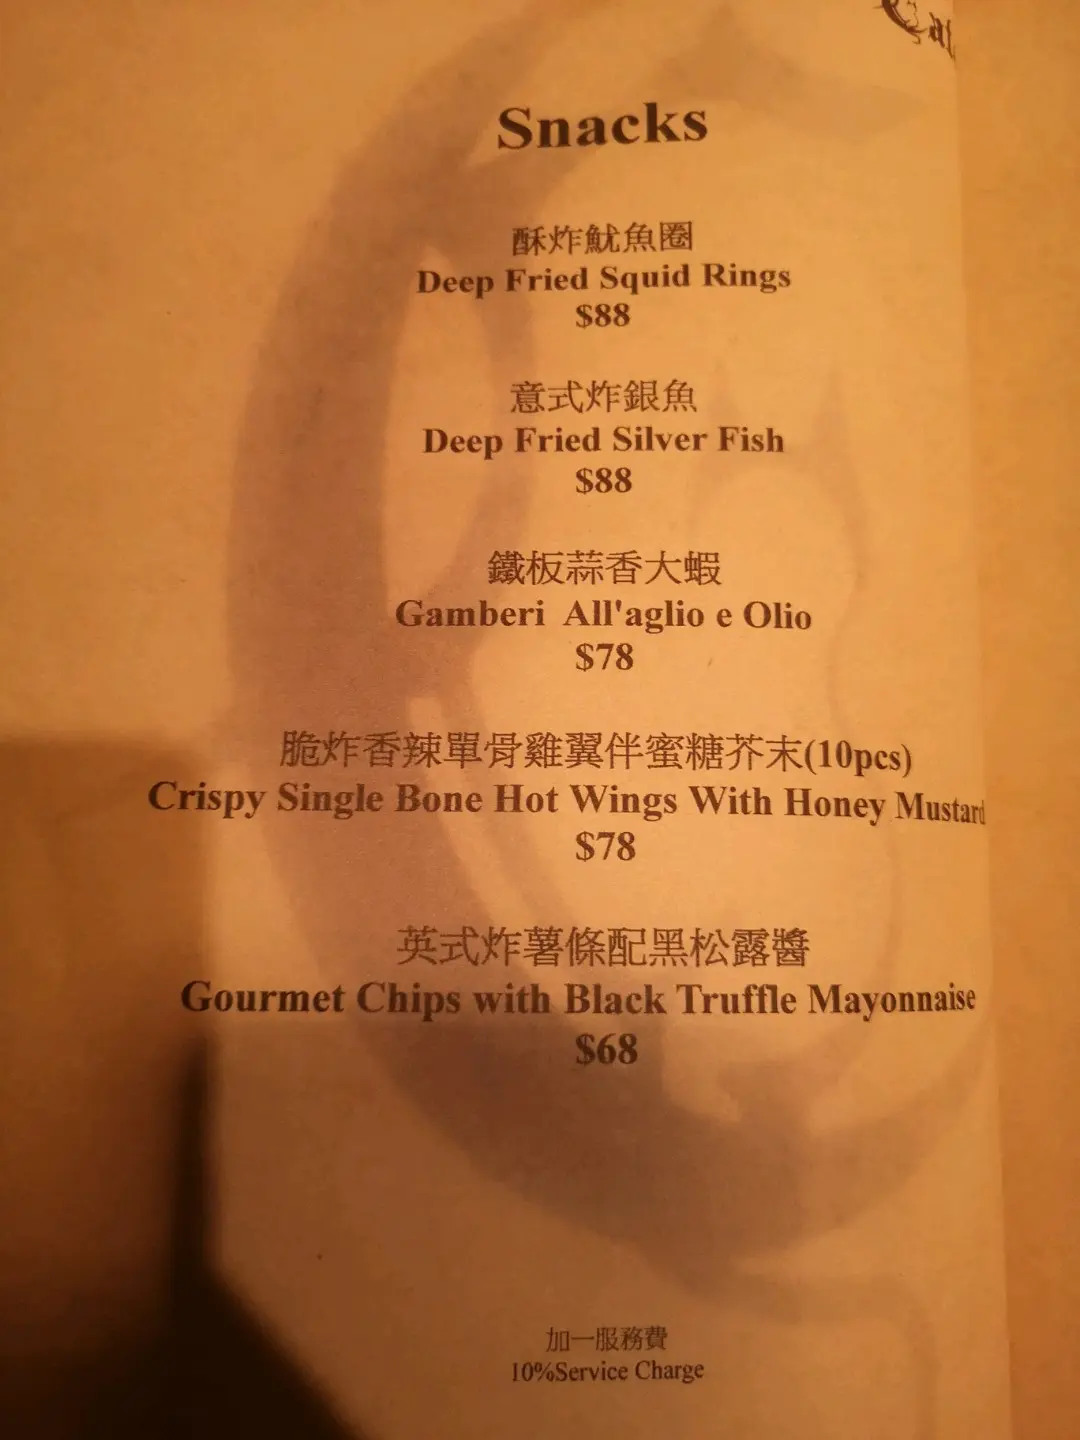 Snacks
酥炸魷魚圈
Deep Fried Squid Rings
$88
意式炸銀魚
Deep Fried Silver Fish
$88
鐵板蒜香大蝦
Gamberi All'aglio e Olio
$78
脆炸香辣單骨雞翼伴蜜糖芥末(10pcs)
Crispy Single Bone Hot Wings With Honey Mustard
$78
英式炸薯條配黑松露醬
Gourmet Chips with Black Truffle Mayonnaise
$68
加一服務費
10%Service Charge